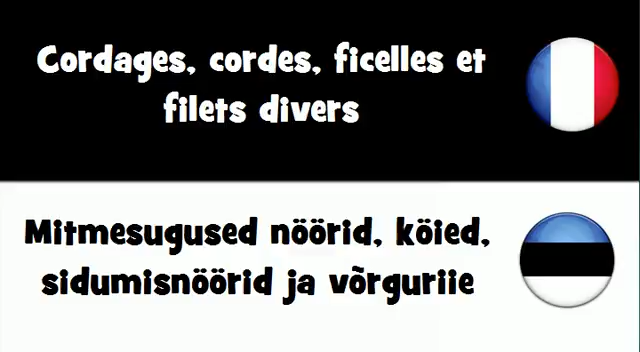 Cordages, cordes, ficelles et
filets divers
Mitmesugused nöörid, köied,
sidumisnöörid ja võrguriie